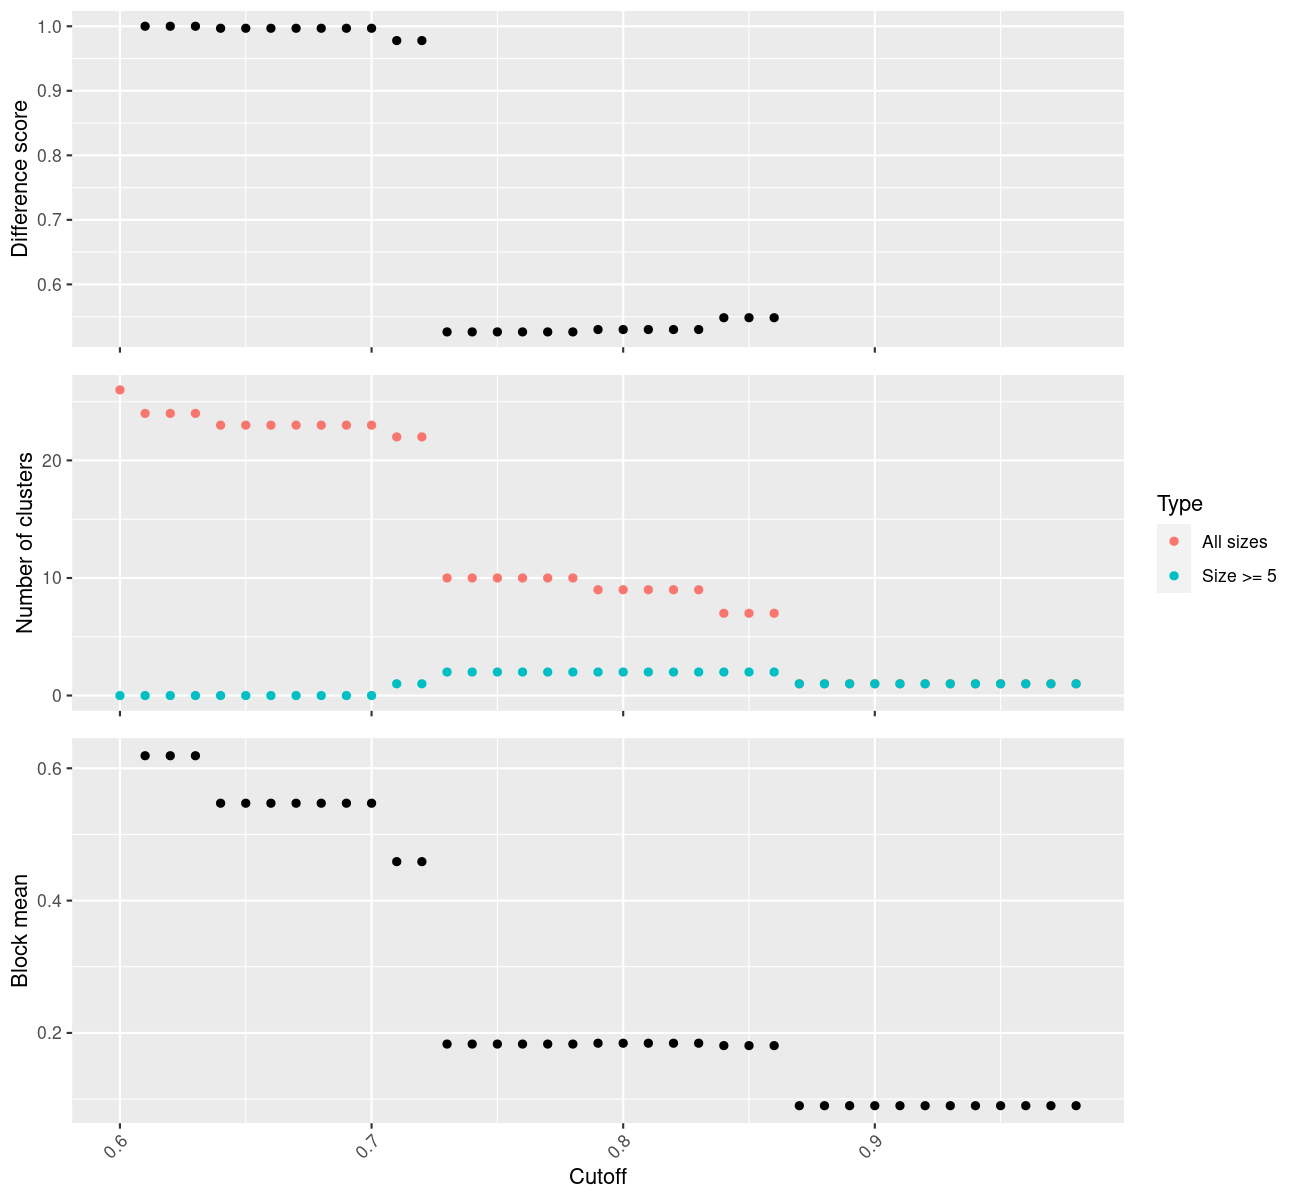 Difference score
1.0
0.9
0.8
0.7
0.6
Number of clusters
20
10
0
Type
All sizes
Size >= 5
Block mean
0.6
0.4
0.2
0.6
0.7
0.8
0.9
Cutoff